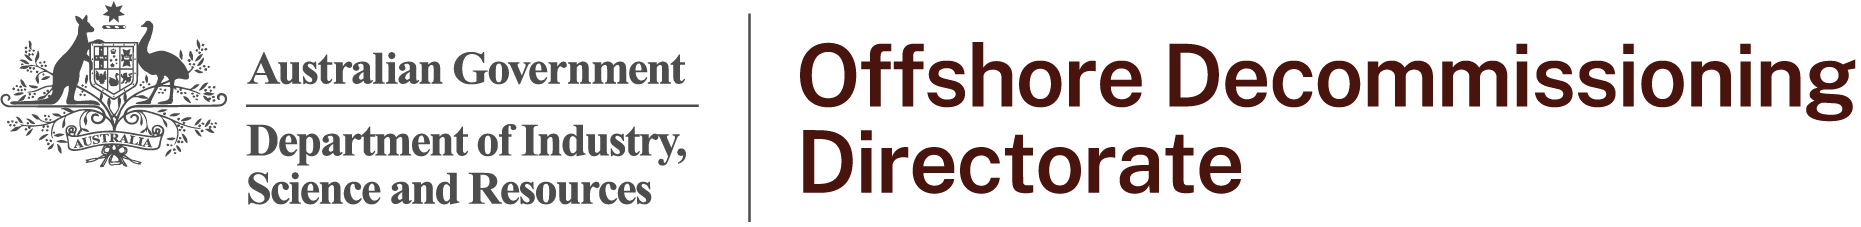 AUSTRALIA
Australian Government
Department of Industry,
Science and Resources
Offshore Decommissioning
Directorate